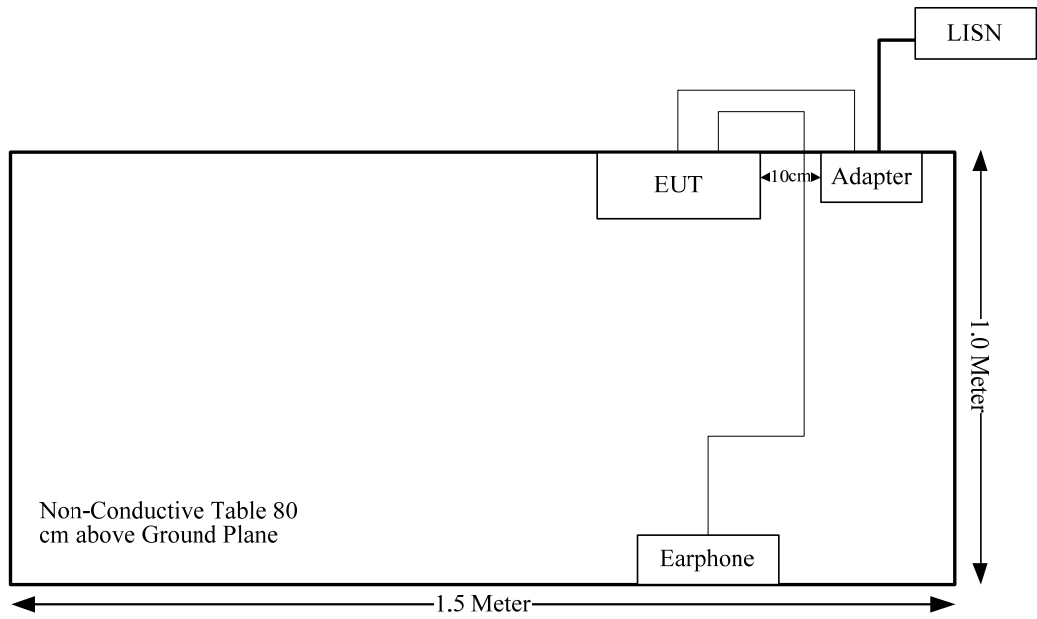 LISN
EUT
10cm
Adapter
1.0 Meter
Non-Conductive Table 80
cm above Ground Plane
Earphone
1.5 Meter